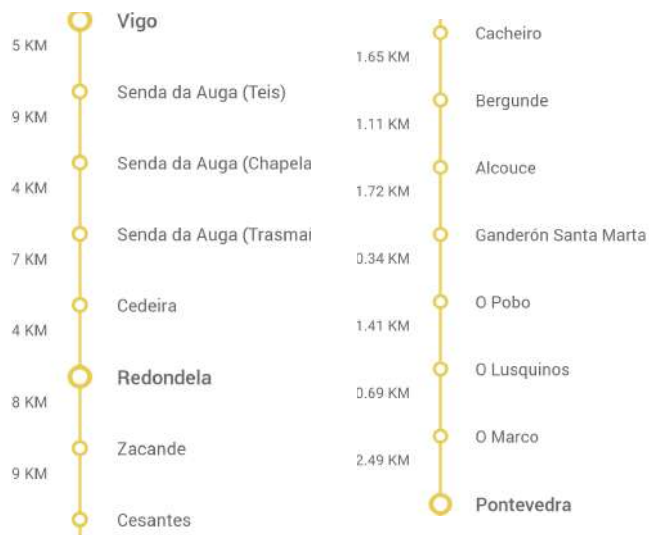 Vigo
5 KM
Senda da Auga (Teis)
9 KM
Senda da Auga (Chapela
4 KM
Senda da Auga (Trasmai
7 KM
Cedeira
4 KM
Redondela
8 KM
Zacande
9 KM
Cesantes
Cacheiro
1.65 KM
Bergunde
1.11 KM
Alcouce
1.72 KM
Ganderón Santa Marta
0.34 KM
O Pobo
1.41 KM
O Lusquinos
0.69 KM
O Marco
2.49 KM
Pontevedra